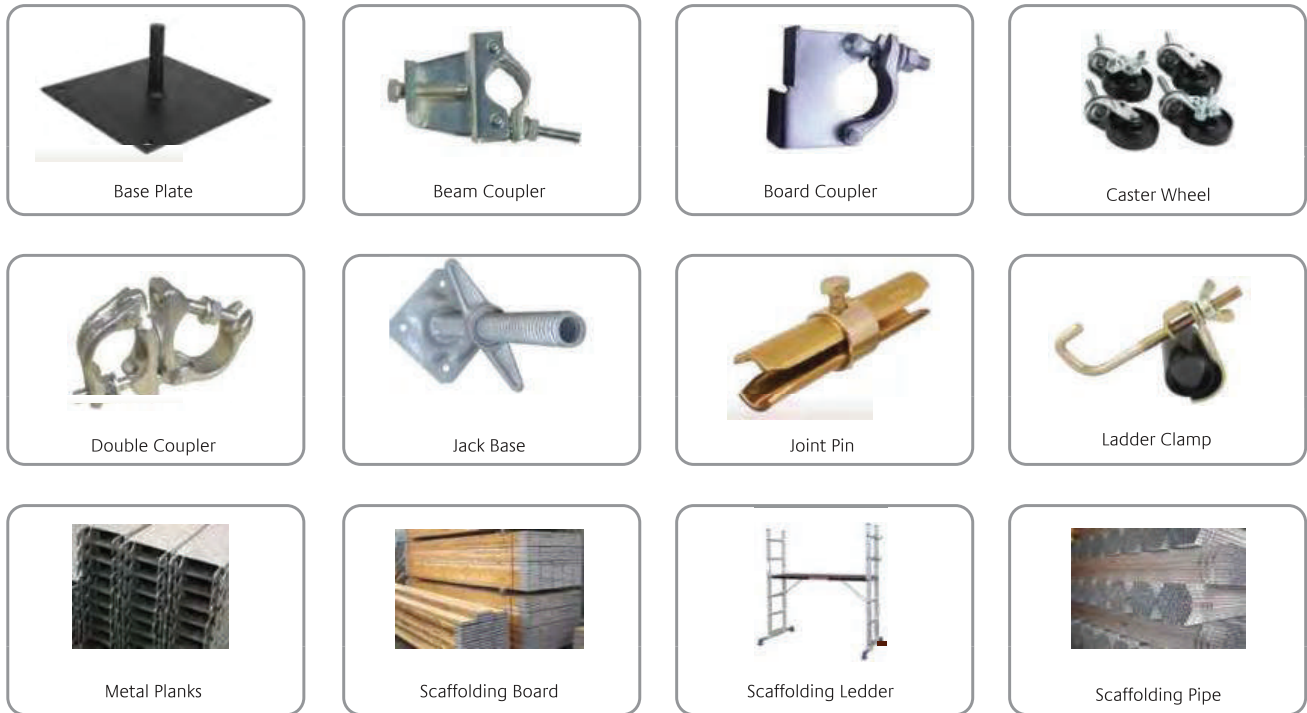 Base Plate
Beam Coupler
Board Coupler
Caster Wheel
Double Coupler
Jack Base
Joint Pin
Ladder Clamp
Metal Planks
Scaffolding Board
Scaffolding Ledder
Scaffolding Pipe